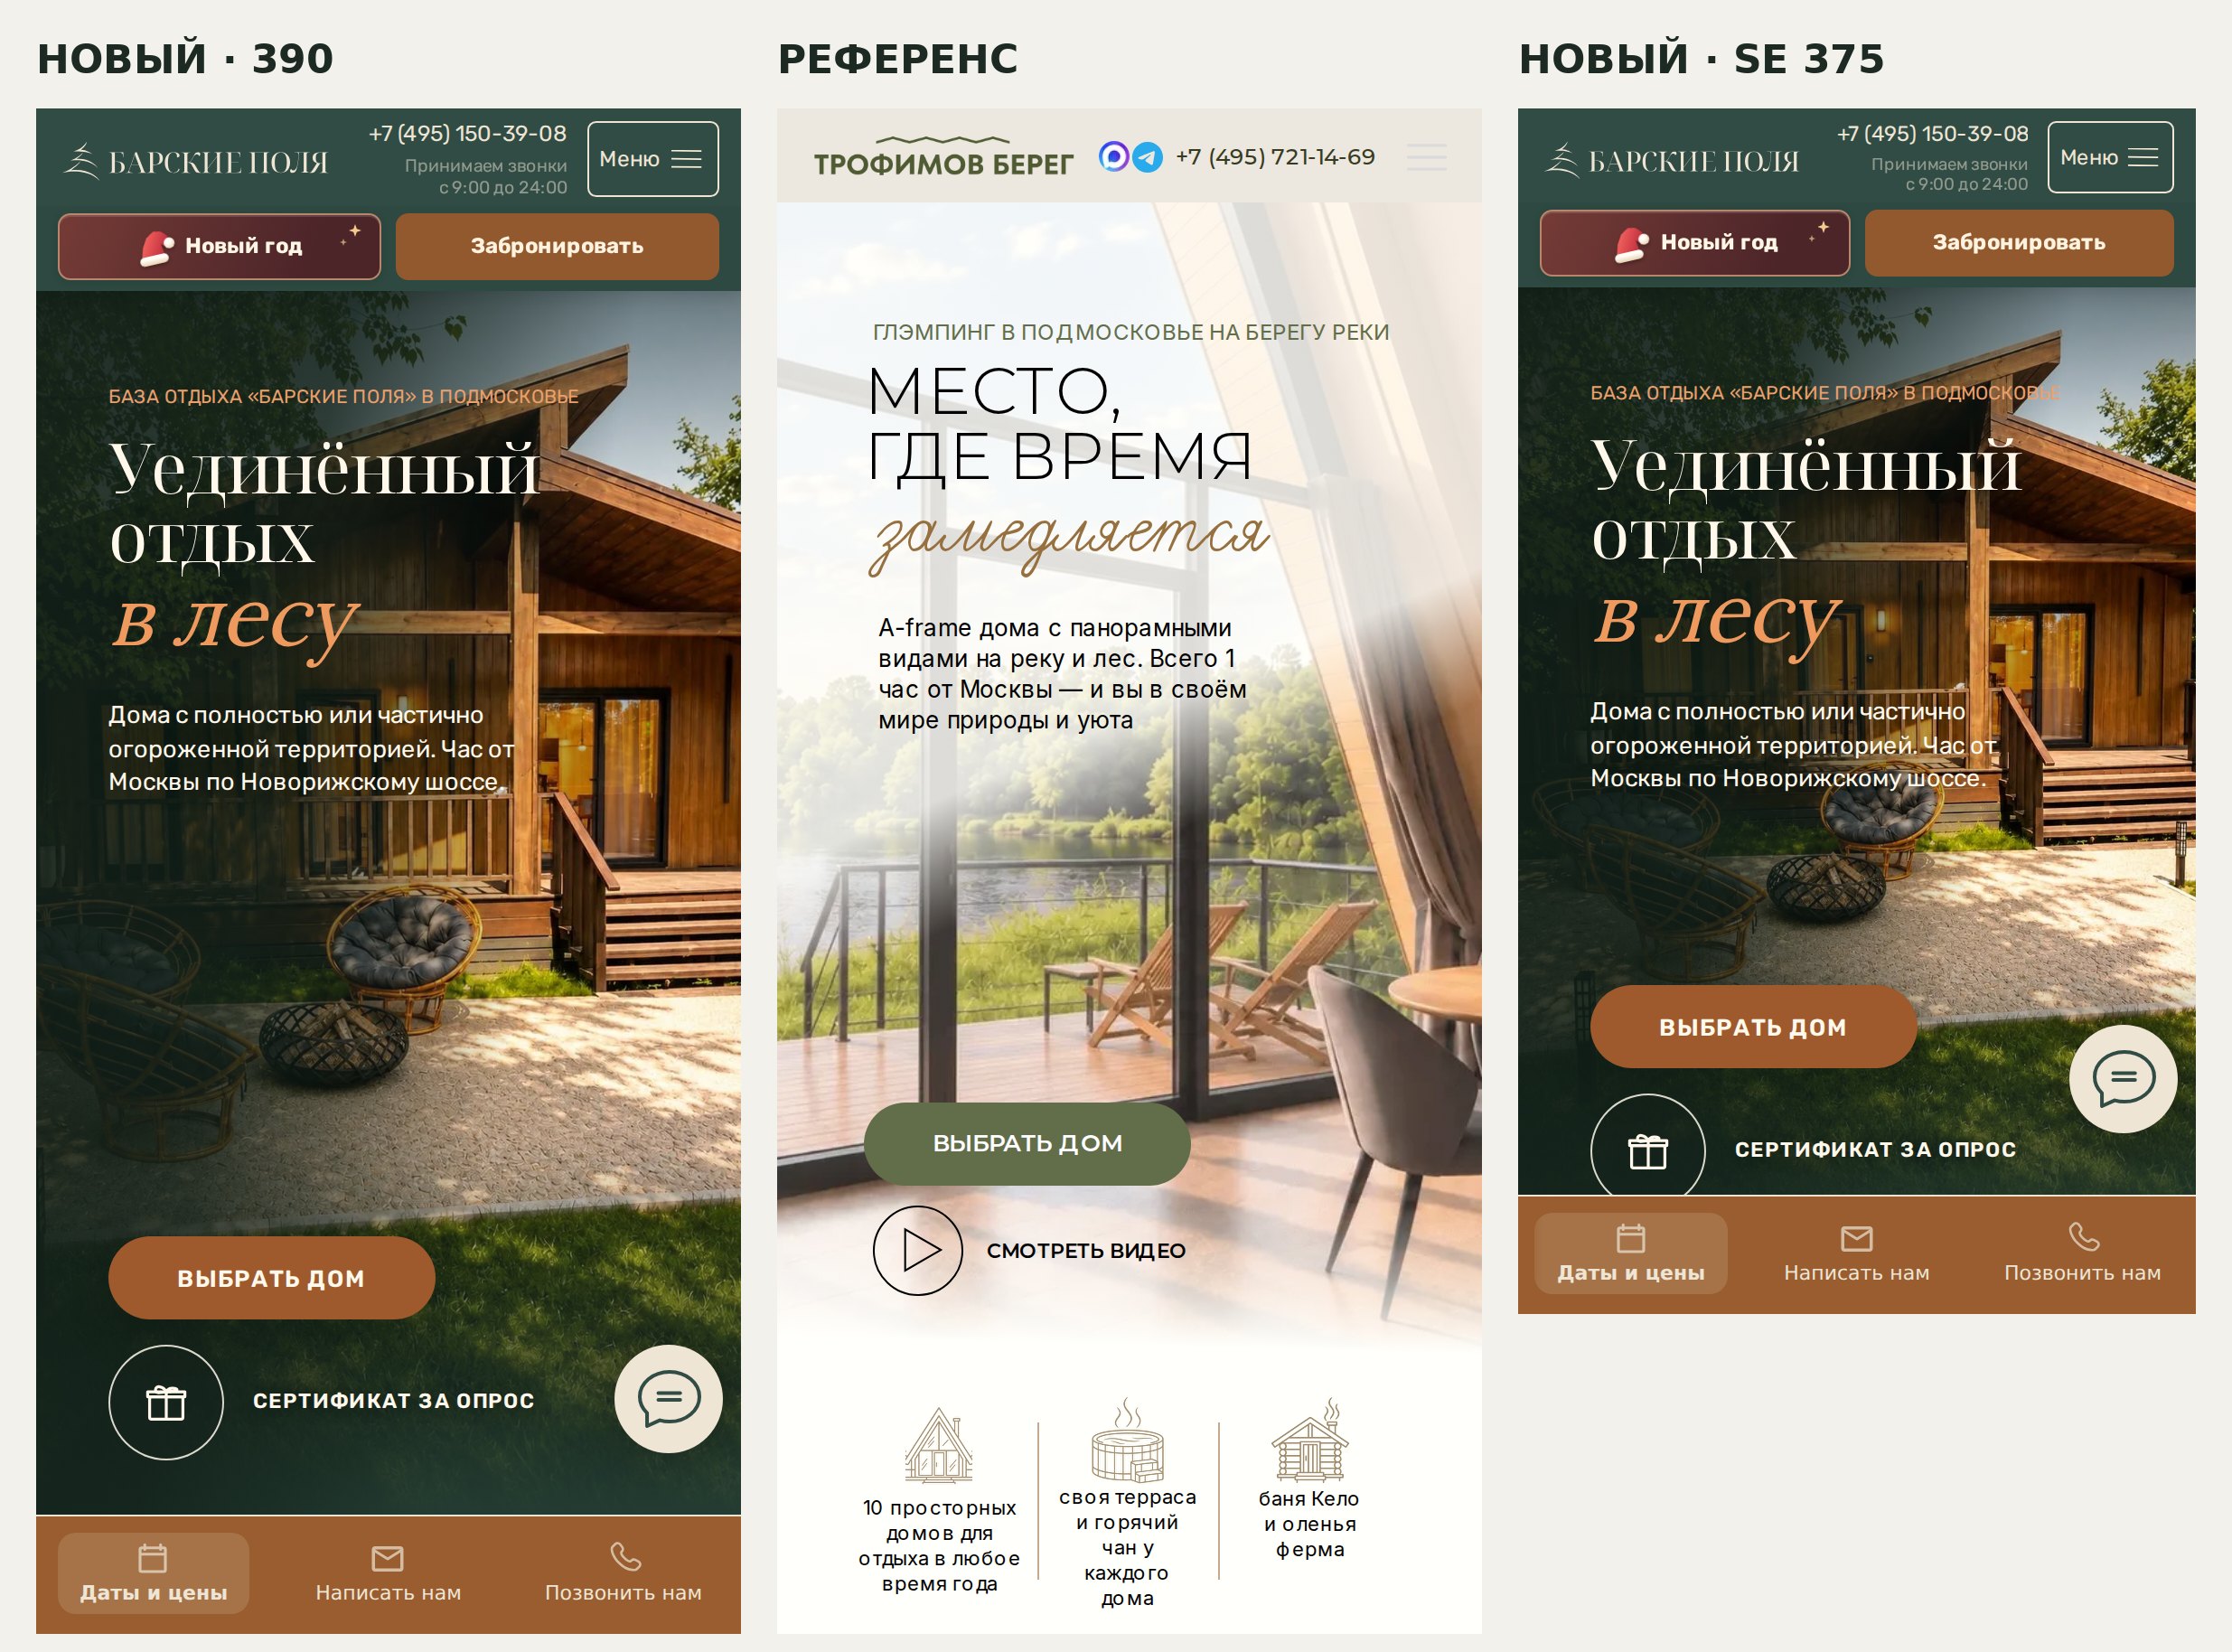 НОВЫЙ · 390
БАРСКИЕ ПОЛЯ
+7 (495) 150-39-08
Принимаем звонки
с 9:00 до 24:00
Меню
Новый год
Забронировать
БАЗА ОТДЫХА «БАРСКИЕ ПОЛЯ» В ПОДМОСКОВЬЕ
Уединённый
отдых
в лесу
Дома с полностью или частично
огороженной территорией. Час от
Москвы по Новорижскому шоссе.
ВЫБРАТЬ ДОМ
СЕРТИФИКАТ ЗА ОПРОС
Даты и цены
Написать нам
Позвонить нам
РЕФЕРЕНС
ТРОФИМОВ БЕРЕГ
+7 (495) 721-14-69
ГЛЭМПИНГ В ПОДМОСКОВЬЕ НА БЕРЕГУ РЕКИ
МЕСТО,
ГДЕ ВРЕМЯ
замедляется
A-frame дома с панорамными
видами на реку и лес. Всего 1
час от Москвы — и вы в своём
мире природы и уюта
ВЫБРАТЬ ДОМ
СМОТРЕТЬ ВИДЕО
10 просторных
домов для
отдыха в любое
время года
своя терраса
и горячий
чан у
каждого
дома
баня Кело
и оленья
ферма
НОВЫЙ · SE 375
БАРСКИЕ ПОЛЯ
+7 (495) 150-39-08
Принимаем звонки
с 9:00 до 24:00
Меню
Новый год
Забронировать
БАЗА ОТДЫХА «БАРСКИЕ ПОЛЯ» В ПОДМОСКОВЬЕ
Уединённый
отдых
в лесу
Дома с полностью или частично
огороженной территорией. Час от
Москвы по Новорижскому шоссе.
ВЫБРАТЬ ДОМ
СЕРТИФИКАТ ЗА ОПРОС
Даты и цены
Написать нам
Позвонить нам